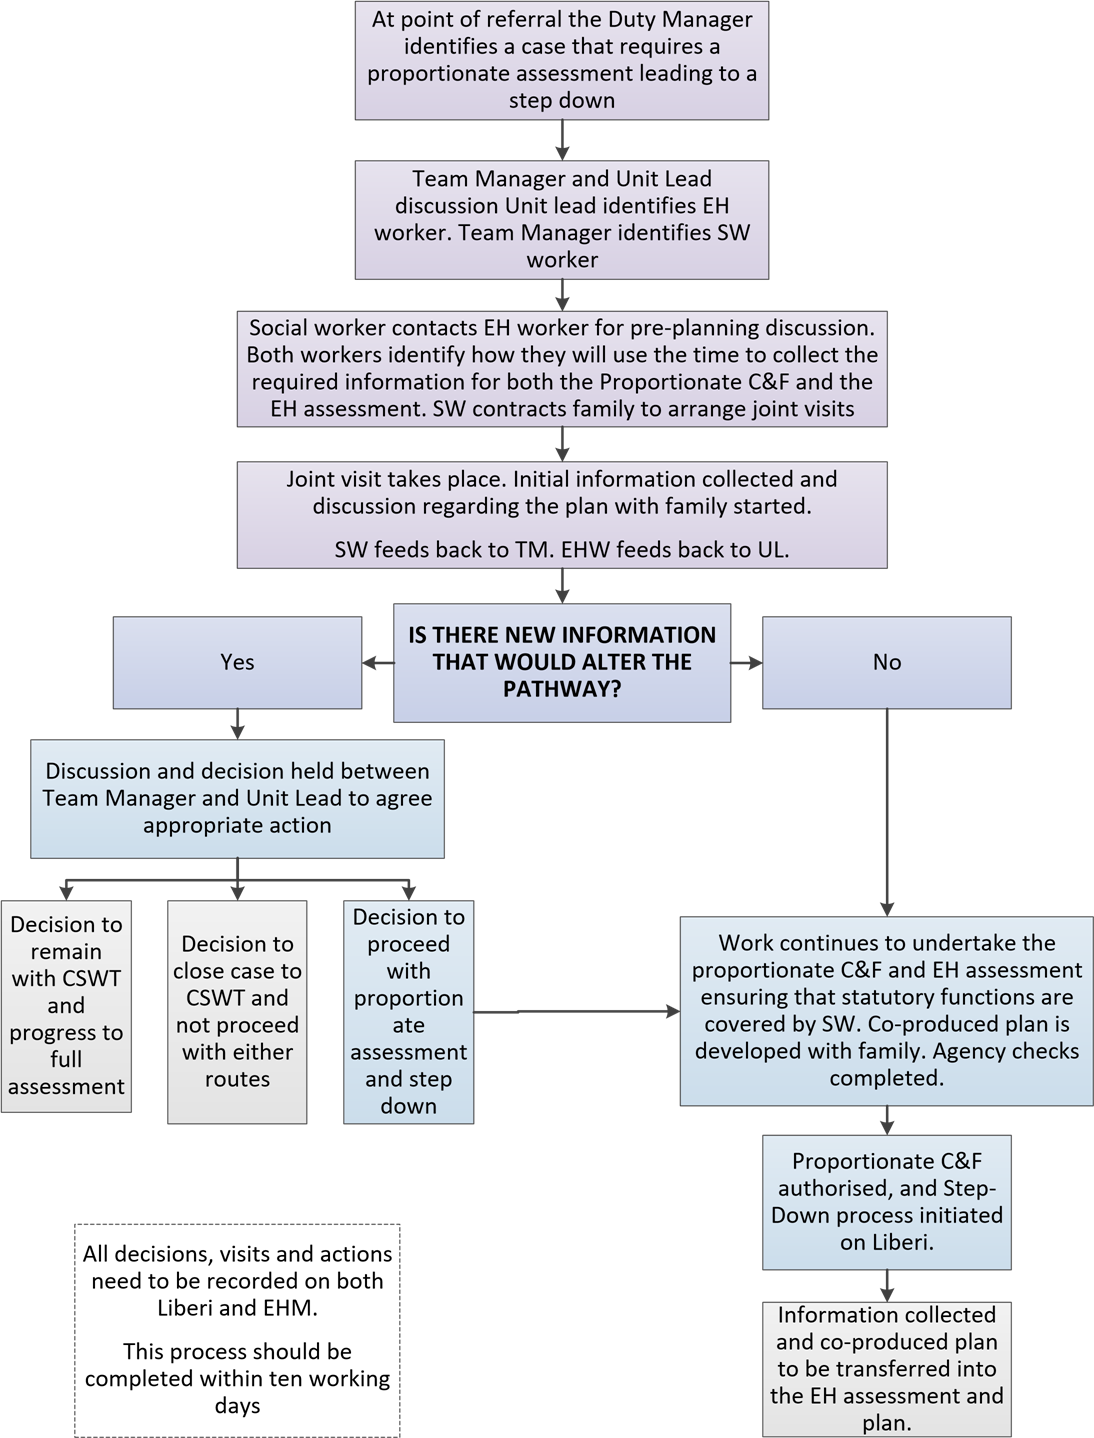 At point of referral the Duty Manager
identifies a case that requires a
proportionate assessment leading to a
step down
Team Manager and Unit Lead
discussion Unit lead identifies EH
worker. Team Manager identifies SW
worker
Social worker contacts EH worker for pre-planning discussion.
Both workers identify how they will use the time to collect the
required information for both the Proportionate C&F and the
EH assessment. SW contracts family to arrange joint visits
Joint visit takes place. Initial information collected and
discussion regarding the plan with family started.
SW feeds back to TM. EHW feeds back to UL.
IS THERE NEW INFORMATION
THAT WOULD ALTER THE
PATHWAY?
Yes
No
Discussion and decision held between
Team Manager and Unit Lead to agree
appropriate action
Decision to
remain
with CSWT
and
progress to
full
assessment
Decision to
close case to
CSWT and
not proceed
with either
routes
Decision to
proceed
with
proportion
ate
assessment
and step
down
Work continues to undertake the
proportionate C&F and EH assessment
ensuring that statutory functions are
covered by SW. Co-produced plan is
developed with family. Agency checks
completed.
Proportionate C&F
authorised, and Step-
Down process initiated
on Liberi.
Information collected
and co-produced plan
to be transferred into
the EH assessment and
plan.
All decisions, visits and actions
need to be recorded on both
Liberi and EHM.
This process should be
completed within ten working
days